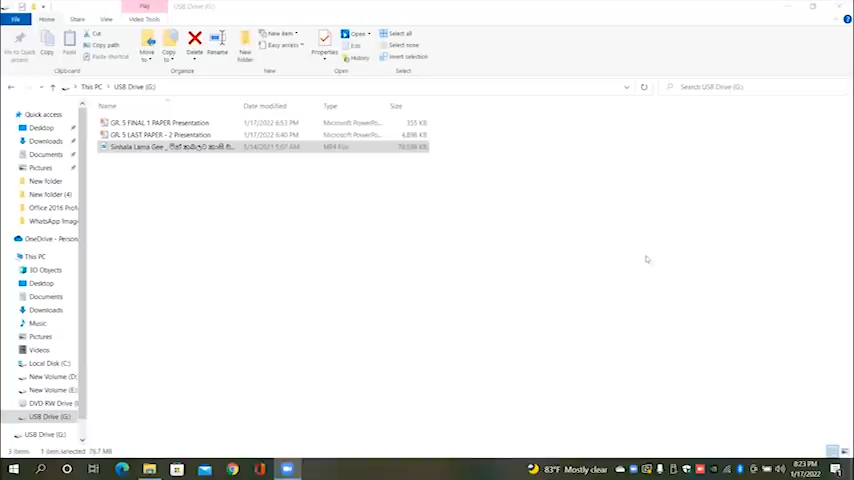 Play
USB Drive (G:)
File
Home
Share
View
Video Tools
Pin to Quick access
Copy
Paste
Cut
Copy path
Paste shortcut
Move to
Copy to
Delete
Rename
New folder
New item
Easy access
Properties
Open
Edit
History
Select all
Select none
Invert selection
Clipboard
Organize
New
Open
Select
This PC
USB Drive (G:)
Search USB Drive (G:)
Name
Date modified
Type
Size
GR. 5 FINAL 1 PAPER Presentation 1/17/2022 6:53 PM Microsoft PowerPo... 355 KB
GR. 5 LAST PAPER - 2 Presentation 1/17/2022 6:40 PM Microsoft PowerPo... 4,896 KB
Sinhala Lama Gee _ MP4 File
Quick access
Desktop
Downloads
Documents
Pictures
New folder
New folder (4)
Office 2016 Prof
WhatsApp Image
OneDrive - Person
This PC
3D Objects
Desktop
Documents
Downloads
Music
Pictures
Videos
Local Disk (C:)
New Volume (D:
New Volume (E:
DVD RW Drive (
USB Drive (G:)
USB Drive (G:)
3 items
1 item selected 76.7 MB
83°F Mostly clear
8:23 PM
1/17/2022